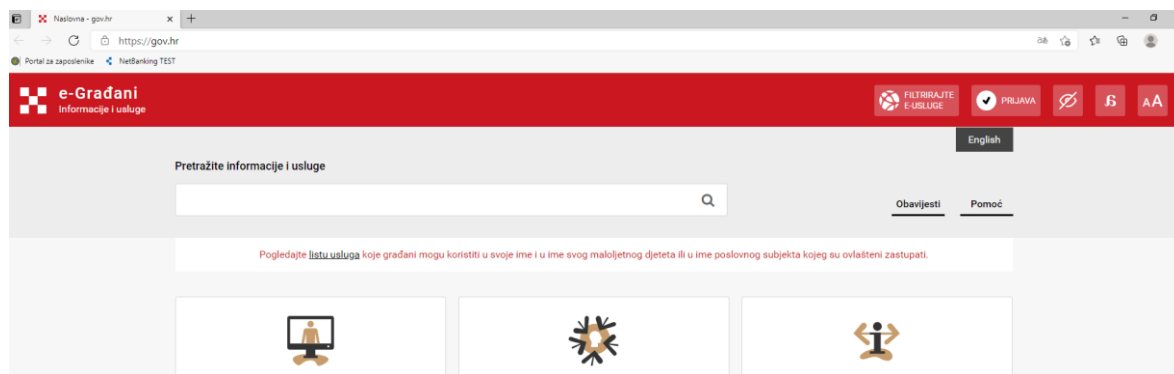 Naslovna - gov.hr
https://gov.hr
Portal za zaposlenike NetBanking TEST
e-Građani
Informacije i usluge
FILTRIRAJTE
E-USLUGE
PRIJAVA
AA
English
Pretražite informacije i usluge
Obavijesti Pomoć
Pogledajte listu usluga koje građani mogu koristiti u svoje ime i u ime svog maloljetnog djeteta ili u ime poslovnog subjekta kojeg su ovlašteni zastupati.